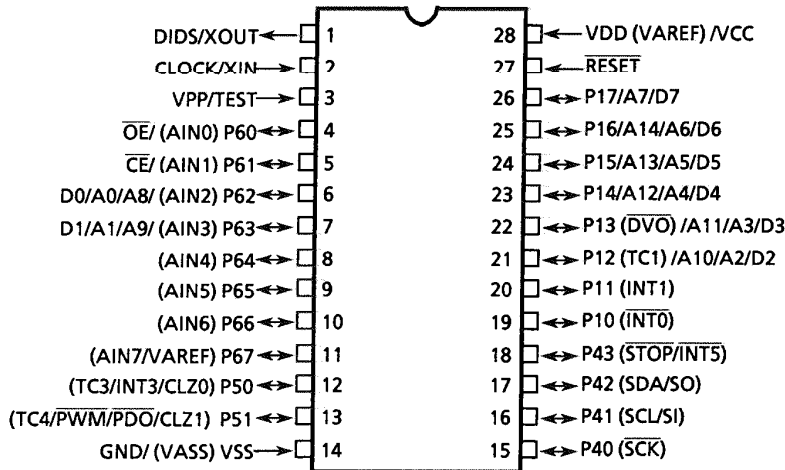 DIDS/XOUT 1 28 VDD (VAREF) /VCC
CLOCK/XIN 2 27 RESET
VPP/TEST 3 26 P17/A7/D7
OE/ (AIN0) P60 4 25 P16/A14/A6/D6
CE/ (AIN1) P61 5 24 P15/A13/A5/D5
D0/A0/A8/ (AIN2) P62 6 23 P14/A12/A4/D4
D1/A1/A9/ (AIN3) P63 7 22 P13 (DVO) /A11/A3/D3
(AIN4) P64 8 21 P12 (TC1) /A10/A2/D2
(AIN5) P65 9 20 P11 (INT1)
(AIN6) P66 10 19 P10 (INT0)
(AIN7/VAREF) P67 11 18 P43 (STOP/INT5)
(TC3/INT3/CLZ0) P50 12 17 P42 (SDA/SO)
(TC4/PWM/PDO/CLZ1) P51 13 16 P41 (SCL/SI)
GND/ (VASS) VSS 14 15 P40 (SCK)